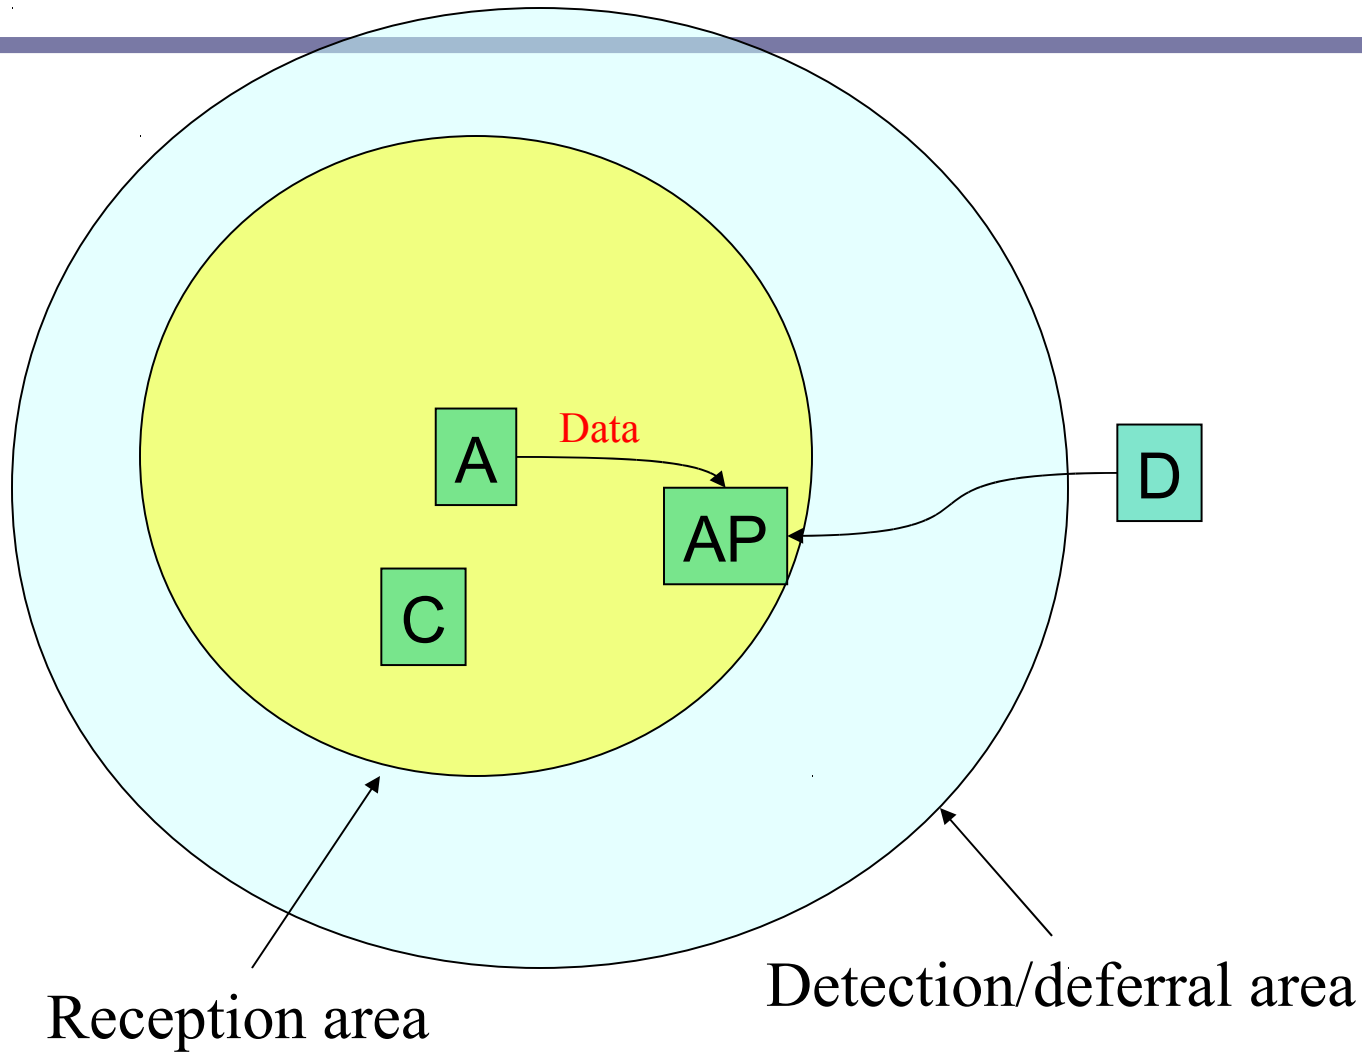 Data
A
D
AP
C
Detection/deferral area
Reception area